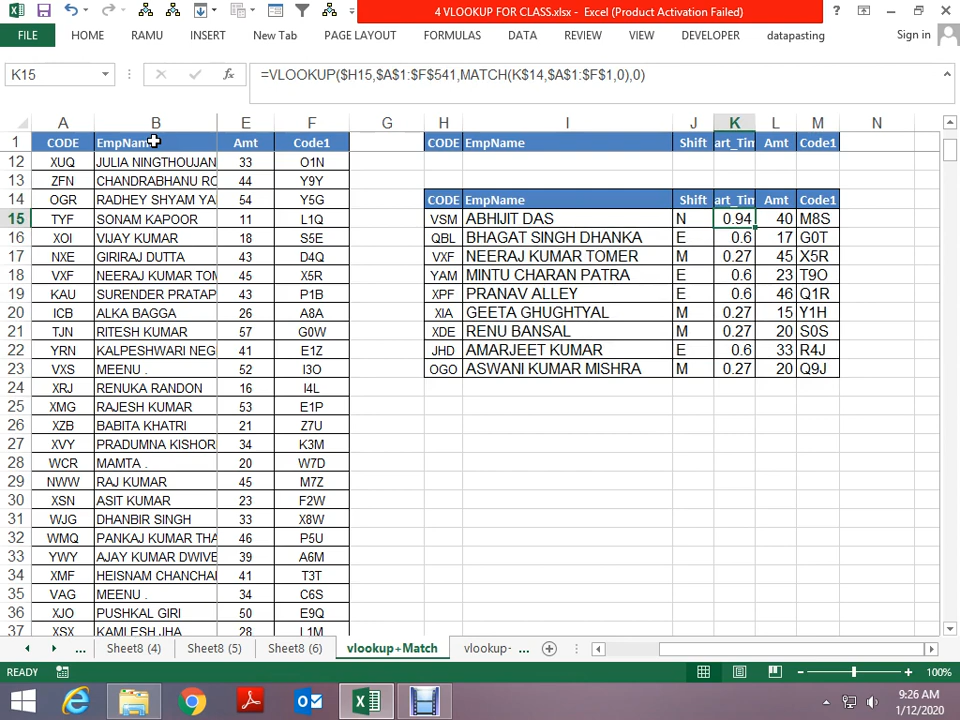 4 VLOOKUP FOR CLASS.xlsx - Excel (Product Activation Failed)
FILE HOME RAMU INSERT New Tab PAGE LAYOUT FORMULAS DATA REVIEW VIEW DEVELOPER datapasting Sign in
K15 fx =VLOOKUP($H15,$A$1:$F$541,MATCH(K$14,$A$1:$F$1,0),0)
A B E F G H I J K L M N
1 CODE EmpNam Amt Code1 CODE EmpName Shift art_Tin Amt Code1
12 XUQ JULIA NINGTHOUJAN 33 O1N
13 ZFN CHANDRABHANU RO 44 Y9Y
14 OGR RADHEY SHYAM YA 54 Y5G CODE EmpName Shift art_Tin Amt Code1
15 TYF SONAM KAPOOR 11 L1Q VSM ABHIJIT DAS N 0.94 40 M8S
16 XOI VIJAY KUMAR 18 S5E QBL BHAGAT SINGH DHANKA E 0.6 17 G0T
17 NXE GIRIRAJ DUTTA 43 D4Q VXF NEERAJ KUMAR TOMER M 0.27 45 X5R
18 VXF NEERAJ KUMAR TOM 45 X5R YAM MINTU CHARAN PATRA E 0.6 23 T9O
19 KAU SURENDER PRATAP 43 P1B XPF PRANAV ALLEY E 0.6 46 Q1R
20 ICB ALKA BAGGA 26 A8A XIA GEETA GHUGHTYAL M 0.27 15 Y1H
21 TJN RITESH KUMAR 57 G0W XDE RENU BANSAL M 0.27 20 S0S
22 YRN KALPESHWARI NEG 41 E1Z JHD AMARJEET KUMAR E 0.6 33 R4J
23 VXS MEENU . 52 I3O OGO ASWANI KUMAR MISHRA M 0.27 20 Q9J
24 XRJ RENUKA RANDON 16 I4L
25 XMG RAJESH KUMAR 53 E1P
26 XZB BABITA KHATRI 21 Z7U
27 XVY PRADUMNA KISHOR 34 K3M
28 WCR MAMTA . 20 W7D
29 NWW RAJ KUMAR 45 M7Z
30 XSN ASIT KUMAR 23 F2W
31 WJG DHANBIR SINGH 33 X8W
32 WMQ PANKAJ KUMAR THA 46 P5U
33 YWY AJAY KUMAR DWIVE 39 A6M
34 XMF HEISNAM CHANCHAI 41 T3T
35 VAG MEENU . 34 C6S
36 XJO PUSHKAL GIRI 50 E9Q
37 XSX KAMLESH JHA 28 L1M
... Sheet8 (4) Sheet8 (5) Sheet8 (6) vlookup+Match vlookup- ...
READY 100%
9:26 AM
1/12/2020